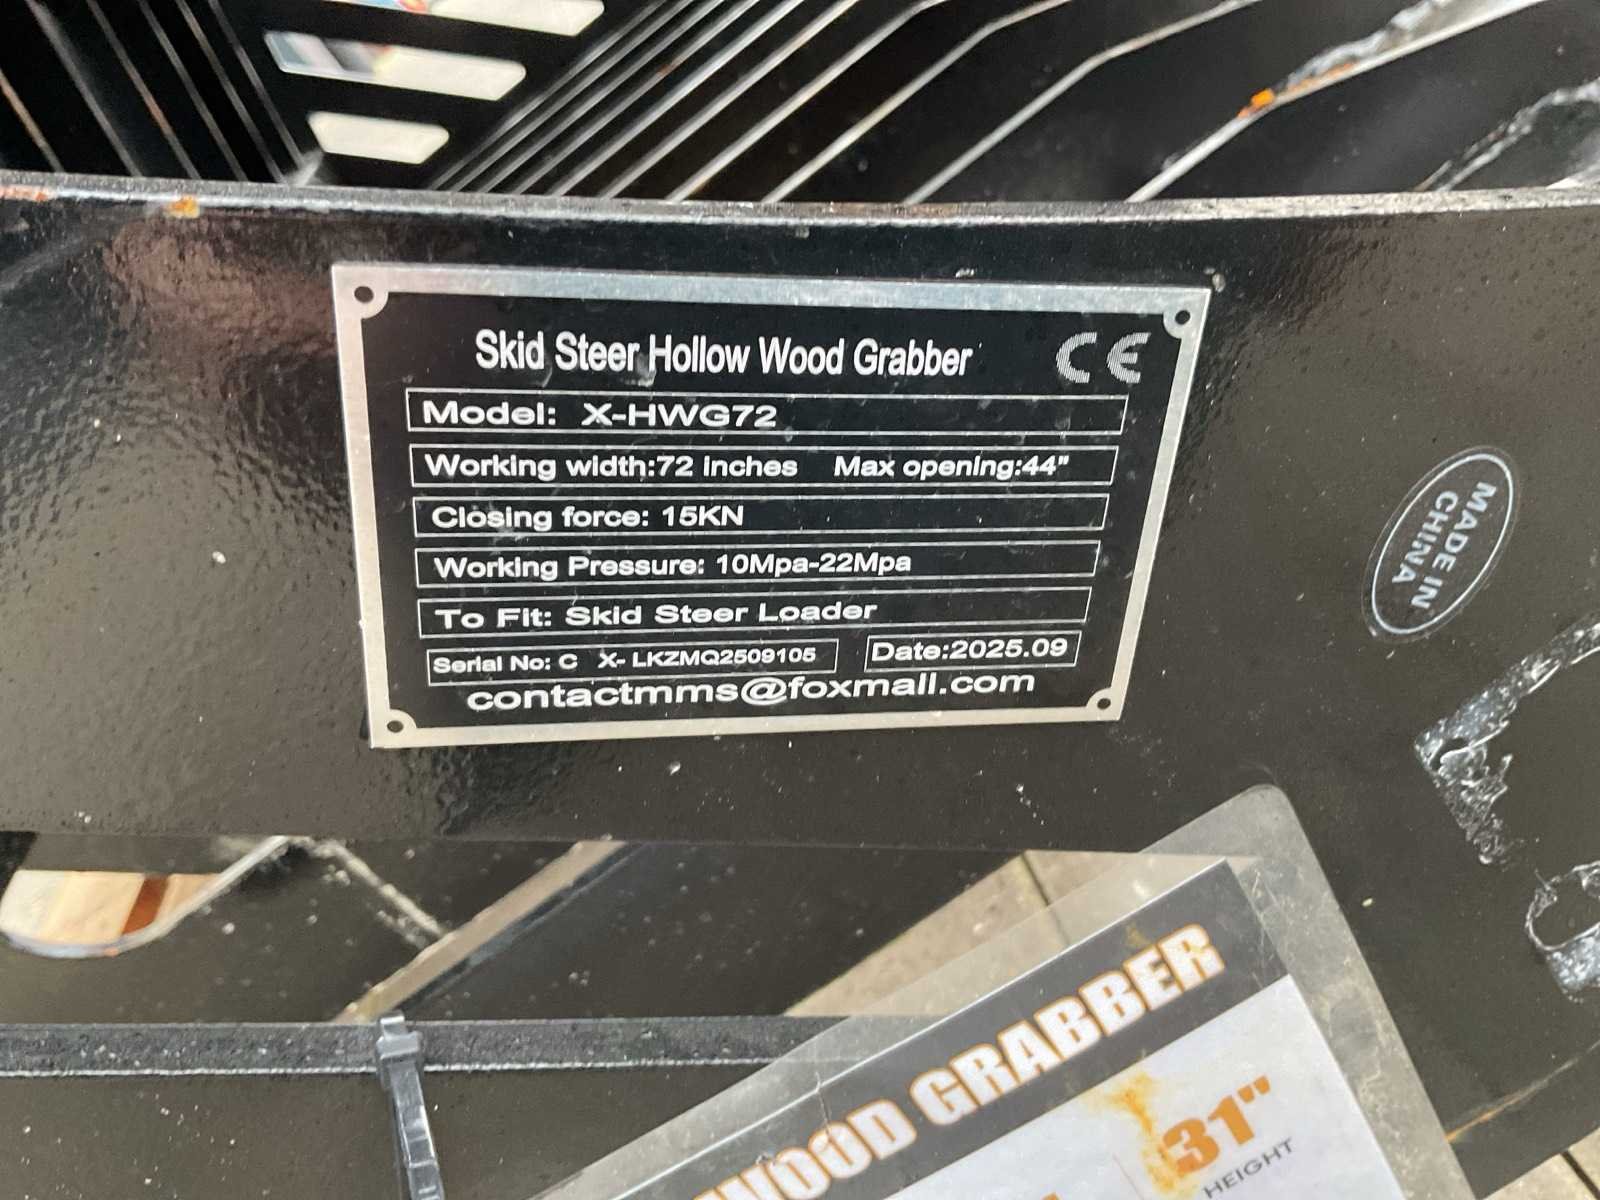 Skid Steer Hollow Wood Grabber CE
Model: X-HWG72
Working width:72 inches Max opening:44"
Closing force: 15KN
Working Pressure: 10Mpa-22Mpa
To Fit: Skid Steer Loader
Serial No: C X- LKZMQ2509105 Date:2025.09
contactmms@foxmail.com
MADE IN
CHINA
WOOD GRABBER
31"
HEIGHT